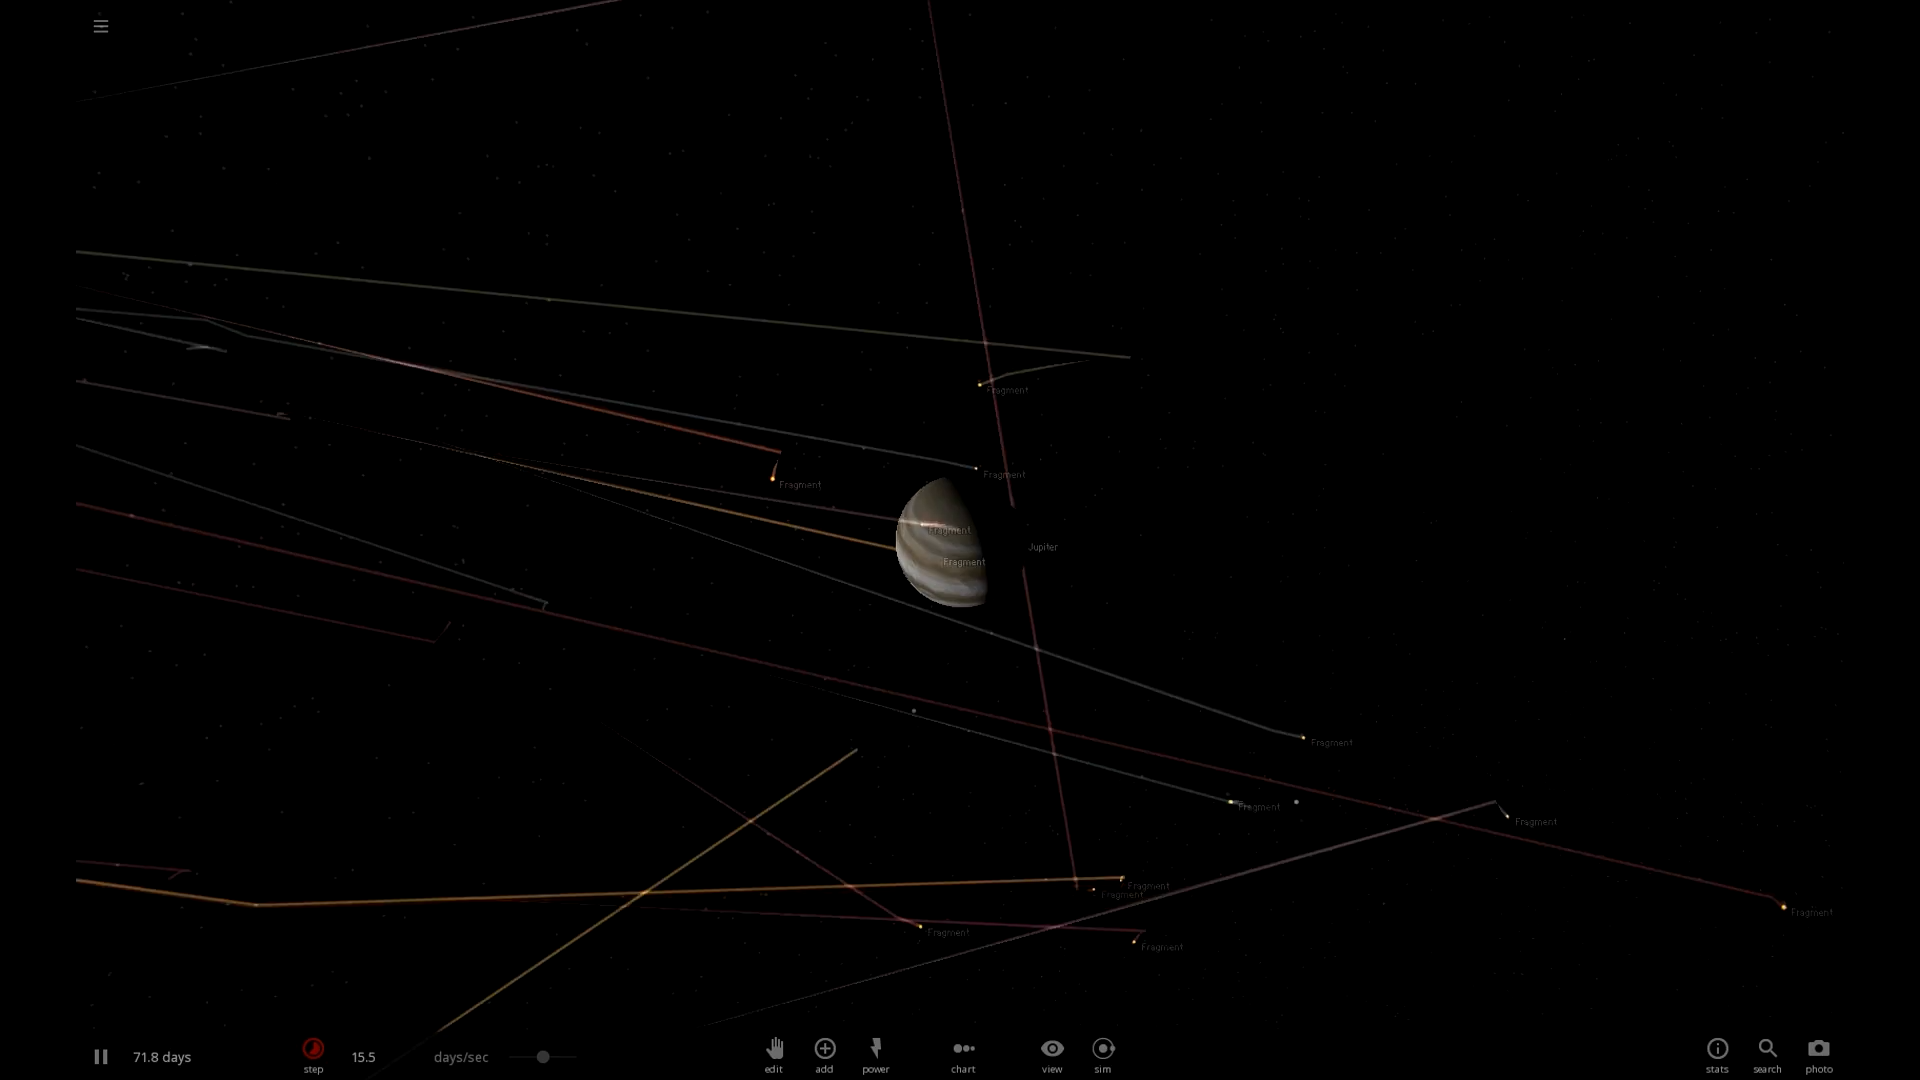 Fragment
Fragment
Fragment
Fragment
Jupiter
Fragment
Fragment
Fragment
Fragment
Fragment
Fragment
Fragment
Fragment
Fragment
71.8 days
step
15.5
days/sec
edit
add
power
chart
view
sim
stats
search
photo